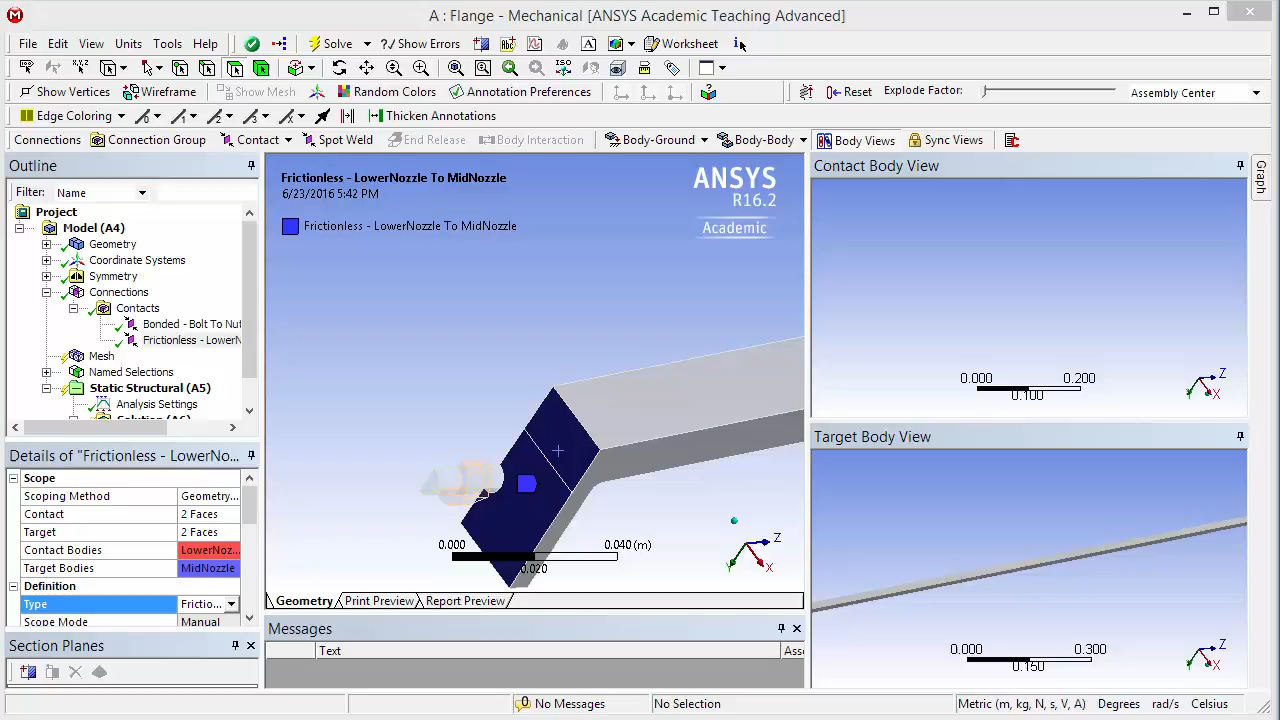 A : Flange - Mechanical [ANSYS Academic Teaching Advanced]
File Edit View Units Tools Help Solve ?/ Show Errors Worksheet
Show Vertices Wireframe Show Mesh Random Colors Annotation Preferences Reset Explode Factor: Assembly Center
Edge Coloring Thicken Annotations
Connections Connection Group Contact Spot Weld End Release Body Interaction Body-Ground Body-Body Body Views Sync Views
Outline
Filter: Name
Project
Model (A4)
Geometry
Coordinate Systems
Symmetry
Connections
Contacts
Bonded - Bolt To Nut
Frictionless - LowerN
Mesh
Named Selections
Static Structural (A5)
Analysis Settings
Details of "Frictionless - LowerNo...
Scope
Scoping Method Geometry...
Contact 2 Faces
Target 2 Faces
Contact Bodies LowerNoz...
Target Bodies MidNozzle
Definition
Type Frictio...
Scope Mode Manual
Section Planes
Frictionless - LowerNozzle To MidNozzle
6/23/2016 5:42 PM
Frictionless - LowerNozzle To MidNozzle
ANSYS
R16.2
Academic
0.000 0.040 (m)
0.020
Z
Y X
Geometry Print Preview Report Preview
Messages
Text Asso
Contact Body View
0.000 0.200
0.100
Z
Y X
Target Body View
0.000 0.300
0.150
Z
Y X
Graph
No Messages No Selection Metric (m, kg, N, s, V, A) Degrees rad/s Celsius